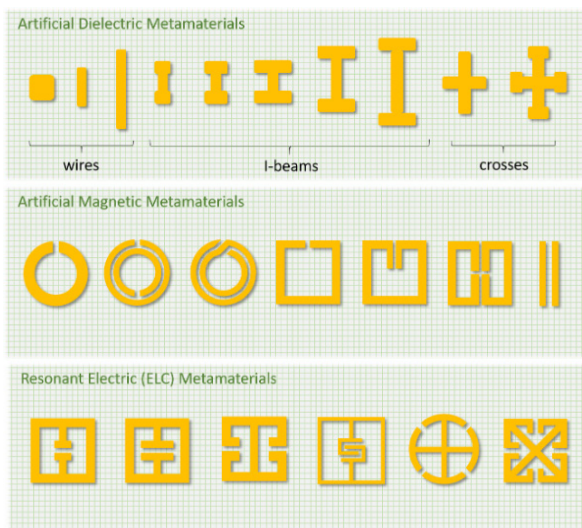 Artificial Dielectric Metamaterials
wires
I-beams
crosses
Artificial Magnetic Metamaterials
Resonant Electric (ELC) Metamaterials